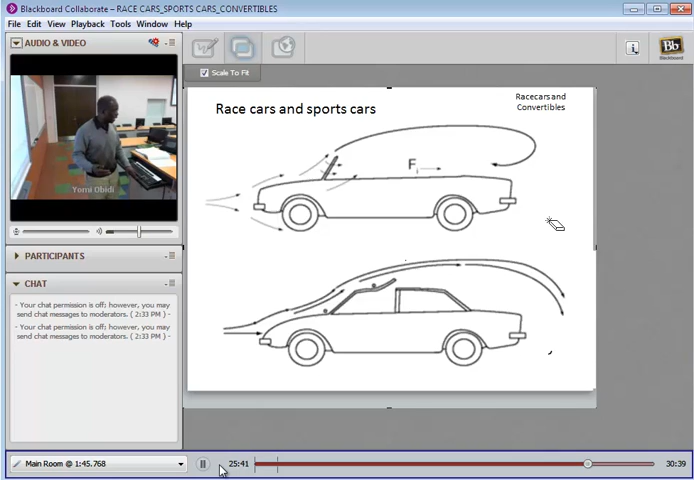 Blackboard Collaborate – RACE CARS_SPORTS CARS_CONVERTIBLES
File Edit View Playback Tools Window Help
AUDIO & VIDEO
Bb
Blackboard
Scale To Fit
Race cars and sports cars
Racecars and
Convertibles
F
Yomi Obidi
PARTICIPANTS
CHAT
- Your chat permission is off; however, you may
send chat messages to moderators. ( 2:33 PM ) -
- Your chat permission is off; however, you may
send chat messages to moderators. ( 2:33 PM ) -
Main Room @ 1:45.768
25:41
30:39